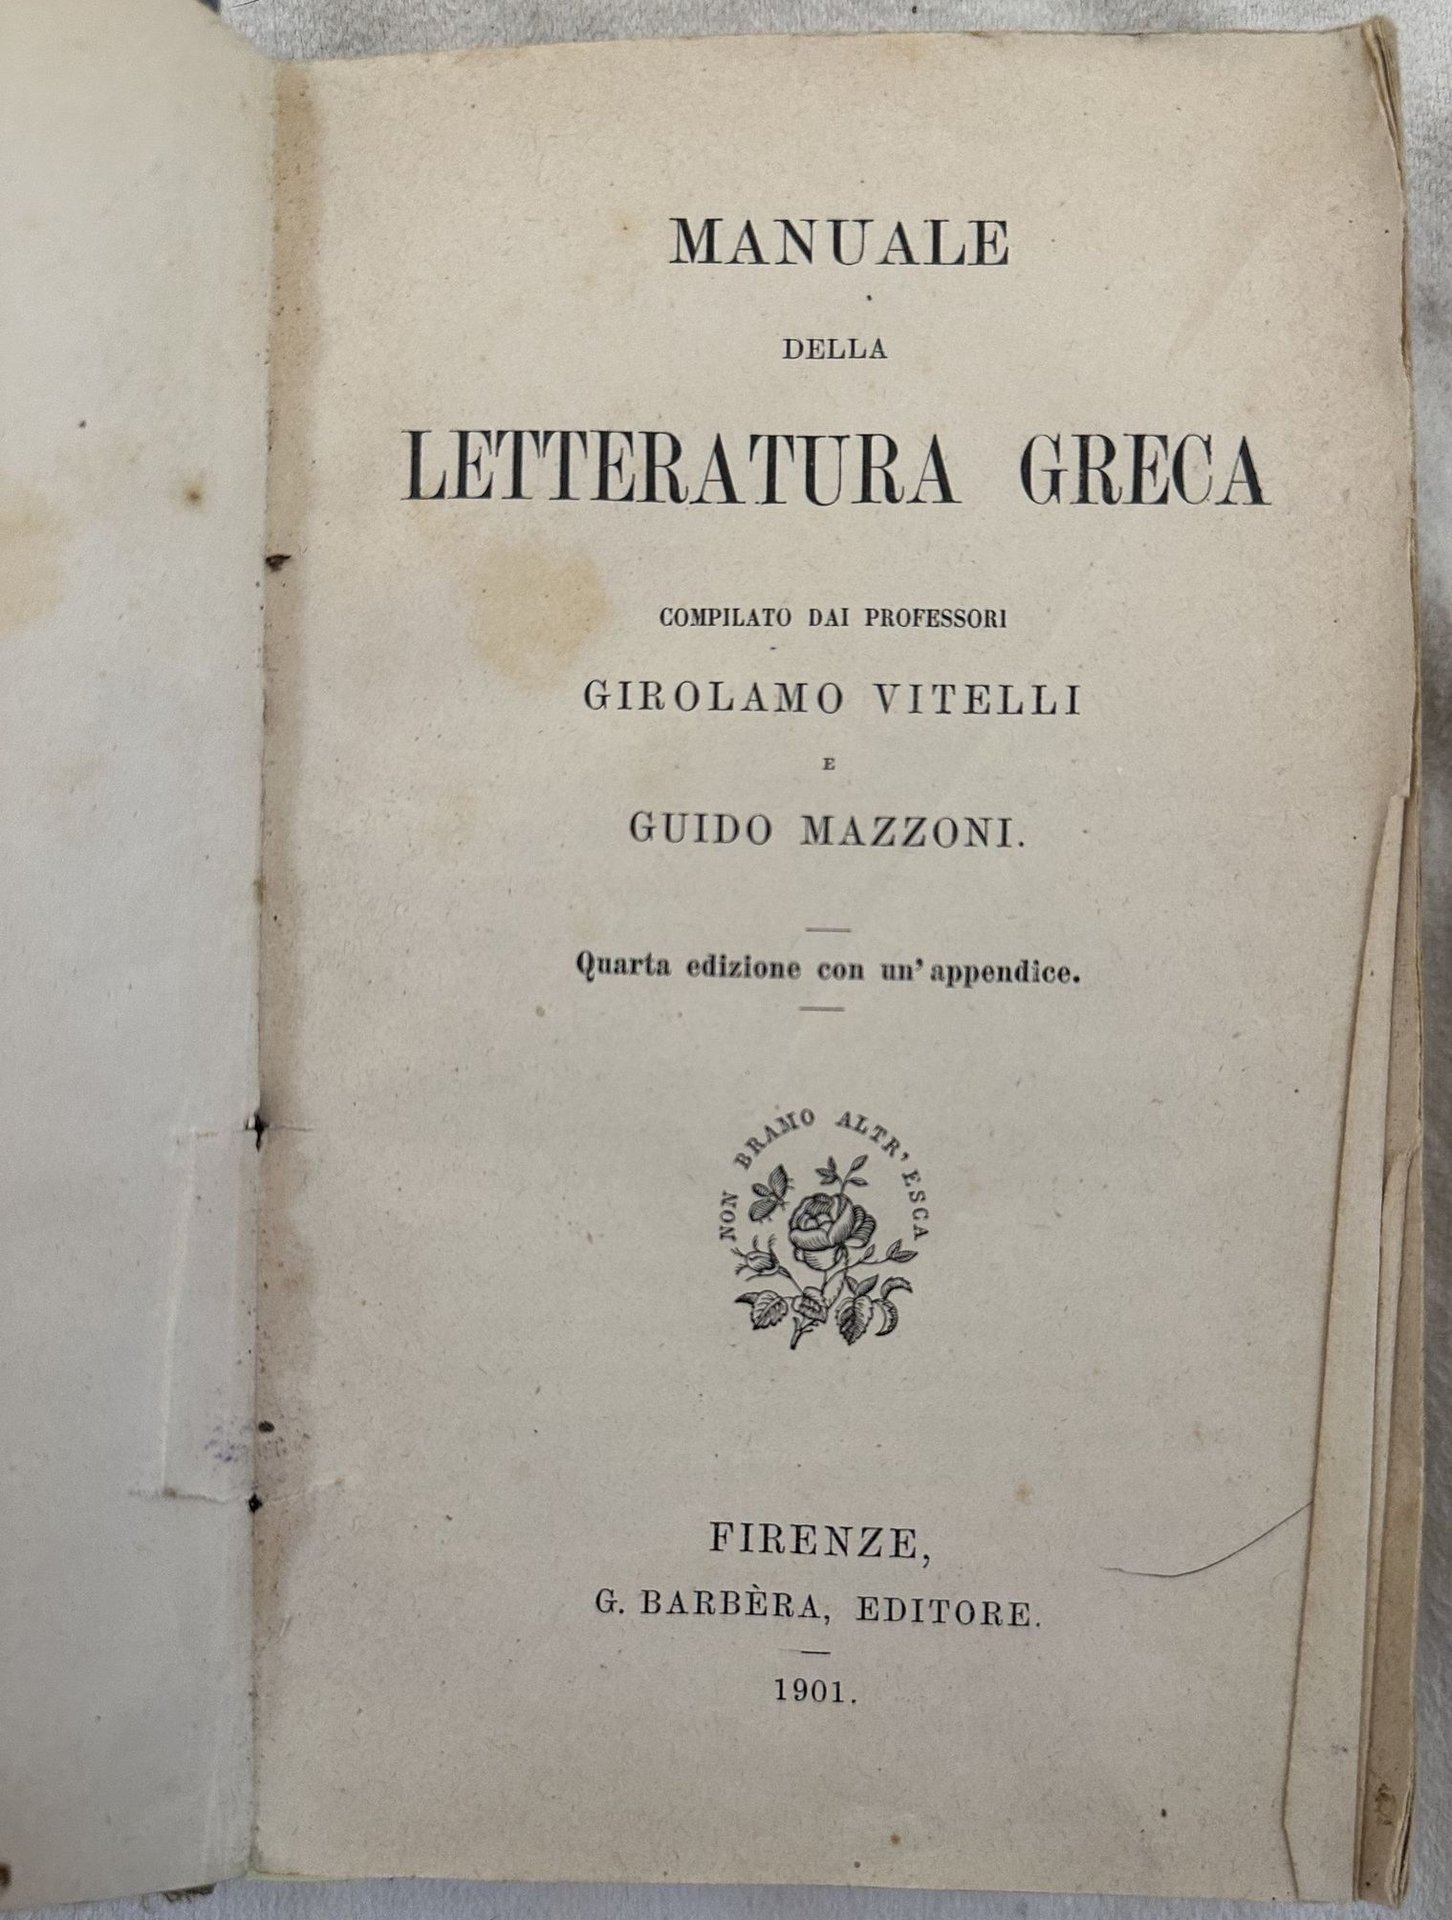 MANUALE
DELLA
LETTERATURA GRECA
COMPILATO DAI PROFESSORI
GIROLAMO VITELLI
E
GUIDO MAZZONI.
Quarta edizione con un' appendice.
NON BRAMO ALTR' ESCA
FIRENZE,
G. BARBÈRA, EDITORE.
1901.